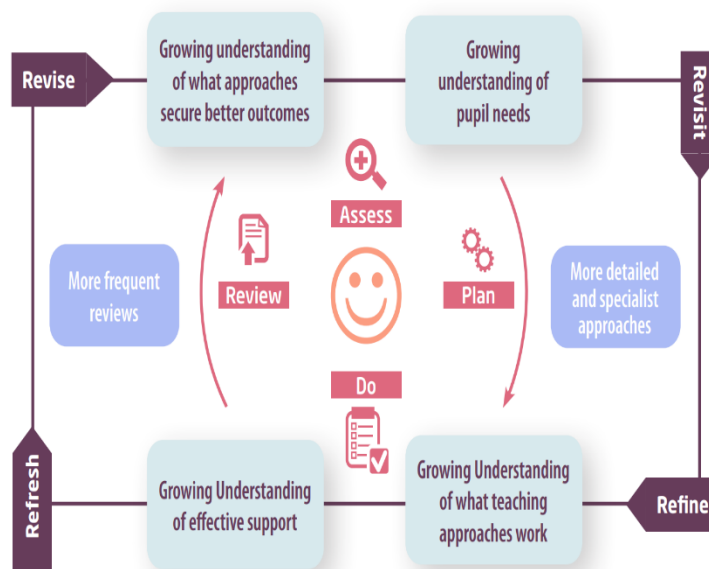 Revise
Growing understanding
of what approaches
secure better outcomes
Growing
understanding of
pupil needs
Revisit
Assess
More frequent
reviews
Review
Plan
More detailed
and specialist
approaches
Do
Refresh
Growing Understanding
of effective support
Growing Understanding
of what teaching
approaches work
Refine